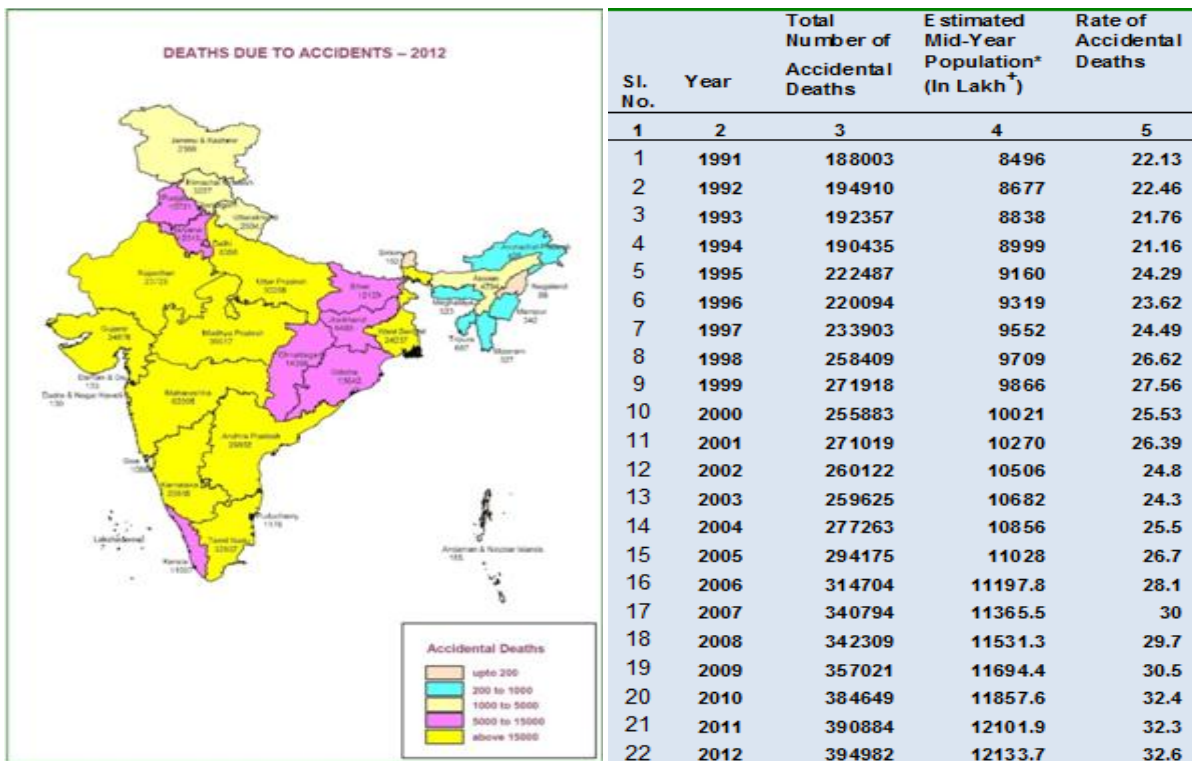 DEATHS DUE TO ACCIDENTS – 2012
Jammu & Kashmir
Himachal
Uttarakhand
Delhi
Rajasthan
Uttar Pradesh
Bihar
Sikkim
Assam
Nagaland
Meghalaya
Manipur
Tripura
Mizoram
Jharkhand
West Bengal
Gujarat
Madhya Pradesh
Chhattisgarh
Odisha
Daman & Diu
Dadra & Nagar Haveli
Maharashtra
Andhra Pradesh
Goa
Karnataka
Puducherry
Lakshadweep
Tamil Nadu
Kerala
Andaman & Nicobar Islands
Accidental Deaths
upto 200
200 to 1000
1000 to 5000
5000 to 15000
above 15000
Sl. No. Year Total Number of Accidental Deaths Estimated Mid-Year Population* (In Lakh+) Rate of Accidental Deaths
1 2 3 4 5
1 1991 188003 8496 22.13
2 1992 194910 8677 22.46
3 1993 192357 8838 21.76
4 1994 190435 8999 21.16
5 1995 222487 9160 24.29
6 1996 220094 9319 23.62
7 1997 233903 9552 24.49
8 1998 258409 9709 26.62
9 1999 271918 9866 27.56
10 2000 255883 10021 25.53
11 2001 271019 10270 26.39
12 2002 260122 10506 24.8
13 2003 259625 10682 24.3
14 2004 277263 10856 25.5
15 2005 294175 11028 26.7
16 2006 314704 11197.8 28.1
17 2007 340794 11365.5 30
18 2008 342309 11531.3 29.7
19 2009 357021 11694.4 30.5
20 2010 384649 11857.6 32.4
21 2011 390884 12101.9 32.3
22 2012 394982 12133.7 32.6